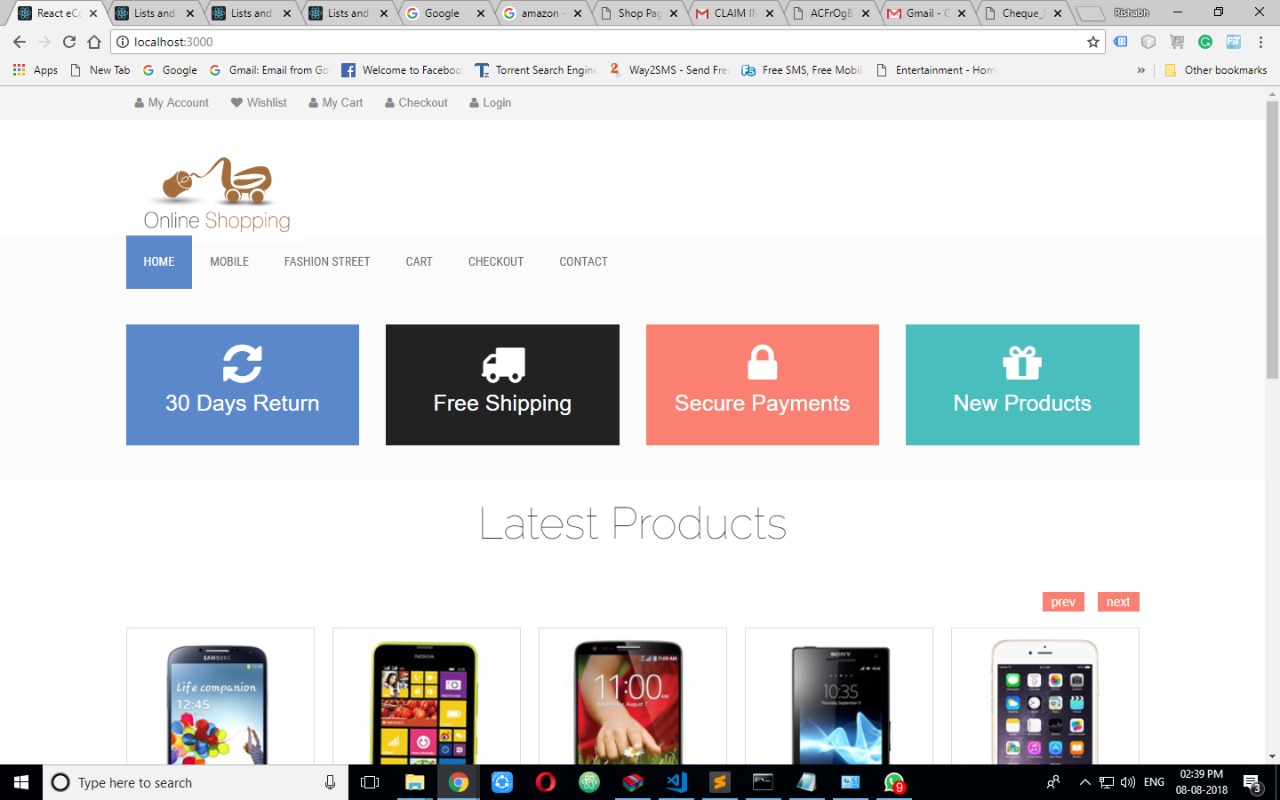 React eCo
Lists and
Lists and
Lists and
Google
amazon -
Shop Pag
CLAIM IN
ACFrOgB
Gmail - C
Cheque_
Rishabh
localhost:3000
Apps
New Tab
Google
Gmail: Email from Go
Welcome to Faceboo
Torrent Search Engin
Way2SMS - Send Fre
Free SMS, Free Mobil
Entertainment - Hom
»
Other bookmarks
My Account
Wishlist
My Cart
Checkout
Login
Online Shopping
HOME
MOBILE
FASHION STREET
CART
CHECKOUT
CONTACT
30 Days Return
Free Shipping
Secure Payments
New Products
Latest Products
prev
next
SAMSUNG
Life companion
12:45
NOKIA
11:00
SONY
10:35
Type here to search
9
ENG
02:39 PM
08-08-2018
3